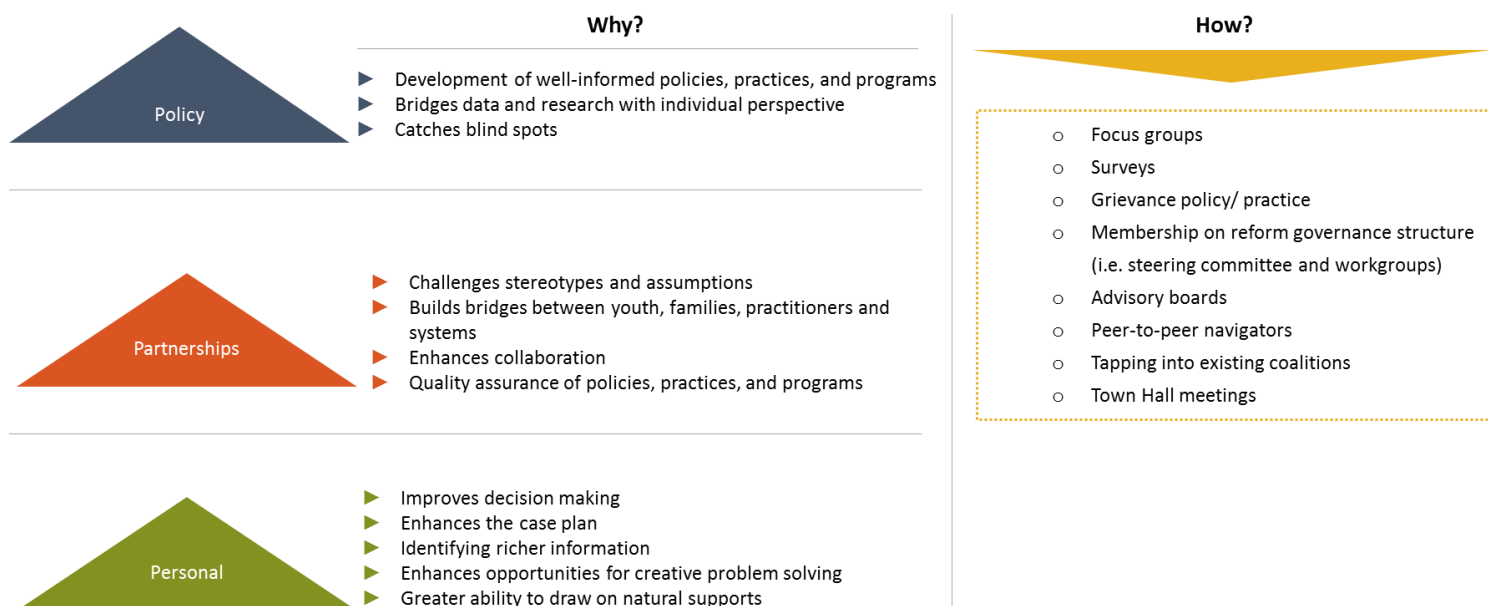 Why?
Policy
Development of well-informed policies, practices, and programs
Bridges data and research with individual perspective
Catches blind spots
Partnerships
Challenges stereotypes and assumptions
Builds bridges between youth, families, practitioners and
systems
Enhances collaboration
Quality assurance of policies, practices, and programs
Personal
Improves decision making
Enhances the case plan
Identifying richer information
Enhances opportunities for creative problem solving
Greater ability to draw on natural supports
How?
Focus groups
Surveys
Grievance policy/ practice
Membership on reform governance structure
(i.e. steering committee and workgroups)
Advisory boards
Peer-to-peer navigators
Tapping into existing coalitions
Town Hall meetings